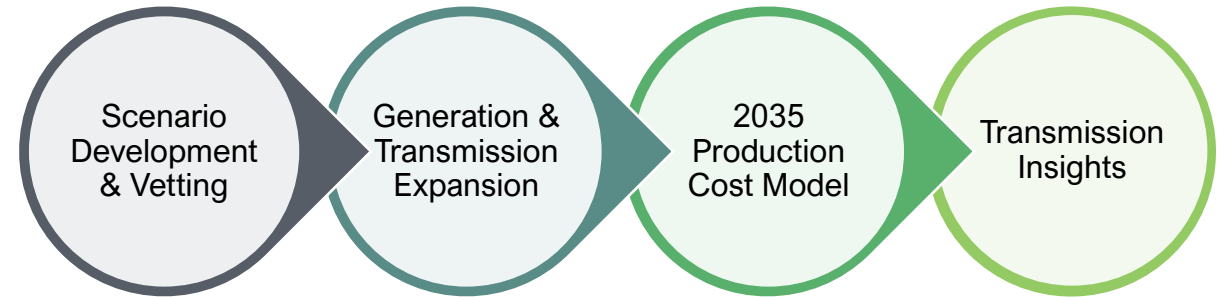 Scenario
Development
& Vetting
Generation &
Transmission
Expansion
2035
Production
Cost Model
Transmission
Insights